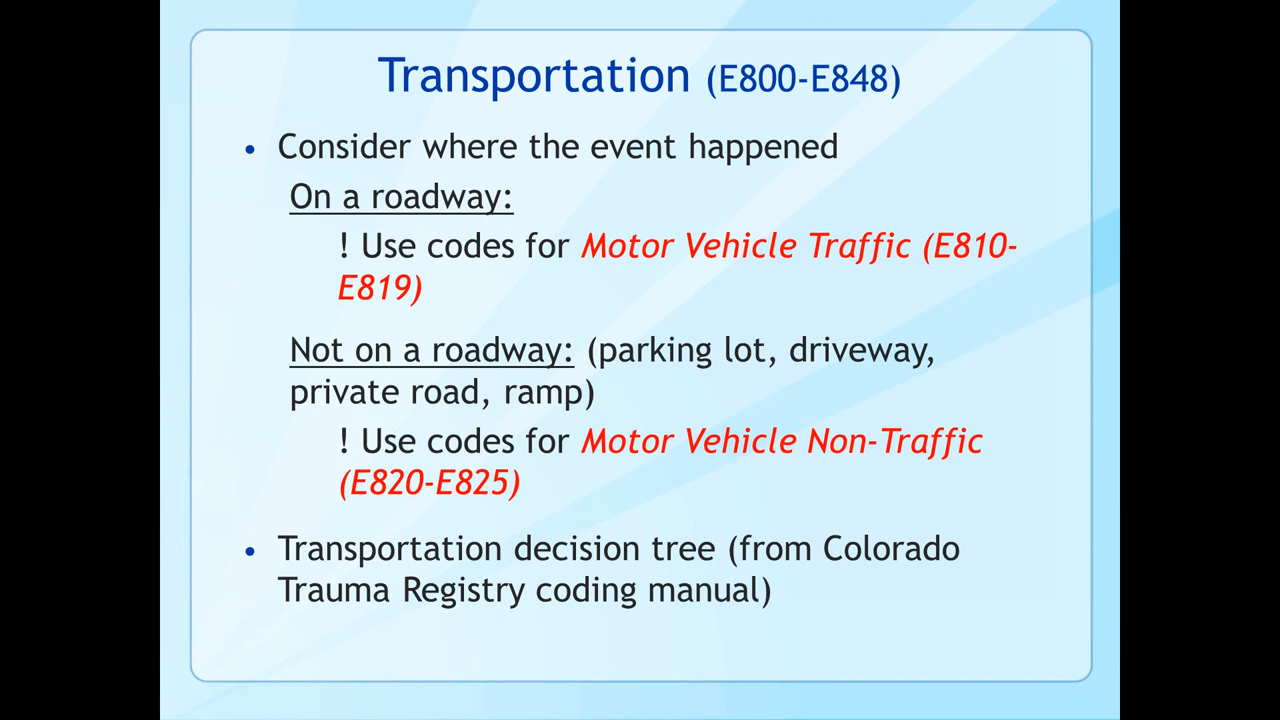 Transportation (E800-E848)
• Consider where the event happened
On a roadway:
! Use codes for Motor Vehicle Traffic (E810-
E819)
Not on a roadway: (parking lot, driveway,
private road, ramp)
! Use codes for Motor Vehicle Non-Traffic
(E820-E825)
• Transportation decision tree (from Colorado
Trauma Registry coding manual)